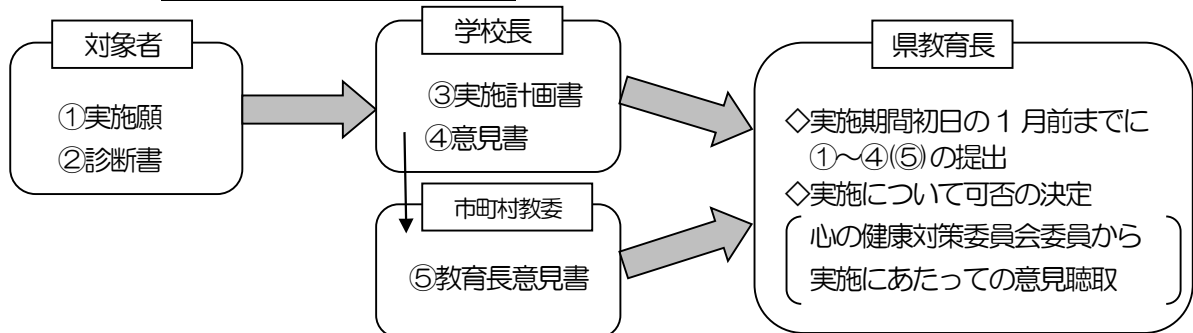 対象者
①実施願
②診断書
学校長
③実施計画書
④意見書
市町村教委
⑤教育長意見書
県教育長
◇実施期間初日の1月前までに
①~④(⑤)の提出
◇実施について可否の決定
心の健康対策委員会委員から
実施にあたっての意見聴取